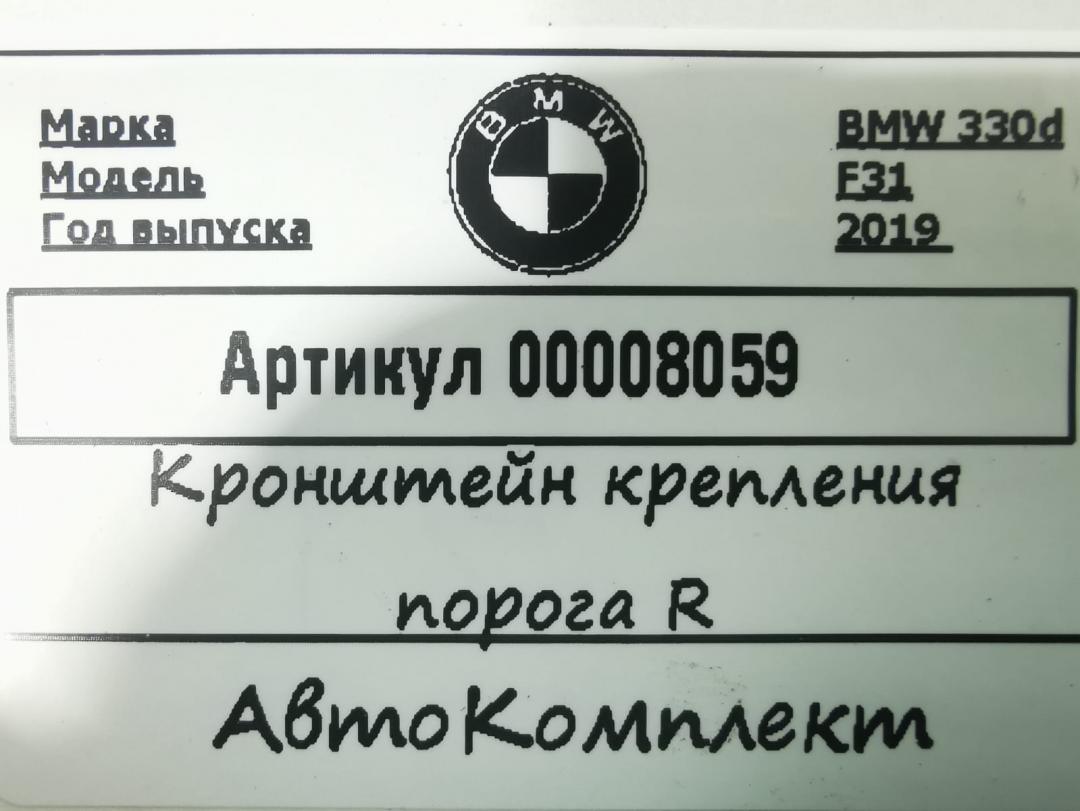 Марка BMW 330d
Модель F31
Год выпуска 2019
BMW
Артикул 00008059
Кронштейн крепления
порога R
АвтоКомплект